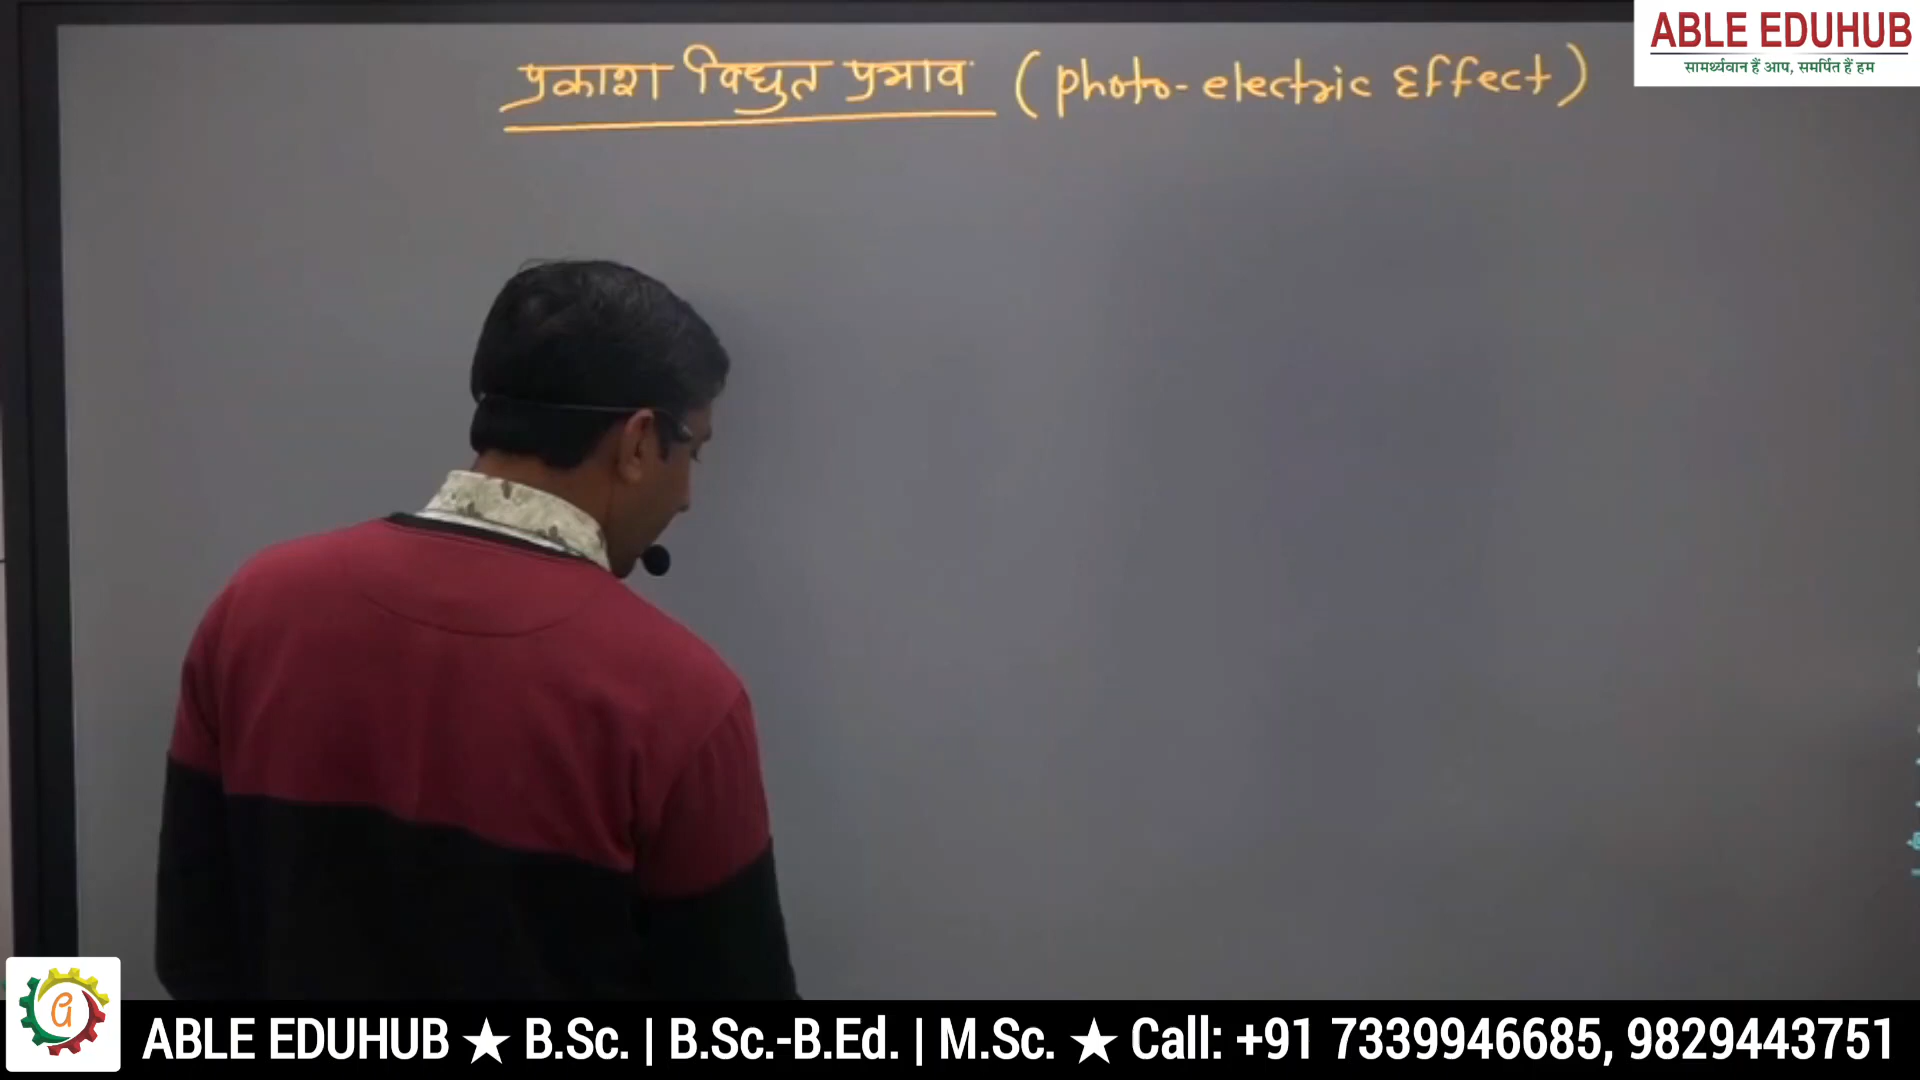 प्रकाश विद्युत प्रभाव (photo-electric Effect)
ABLE EDUHUB
सामर्थ्यवान हैं आप, समर्पित हैं हम
ABLE EDUHUB ★ B.Sc. | B.Sc.-B.Ed. | M.Sc. ★ Call: +91 7339946685, 9829443751